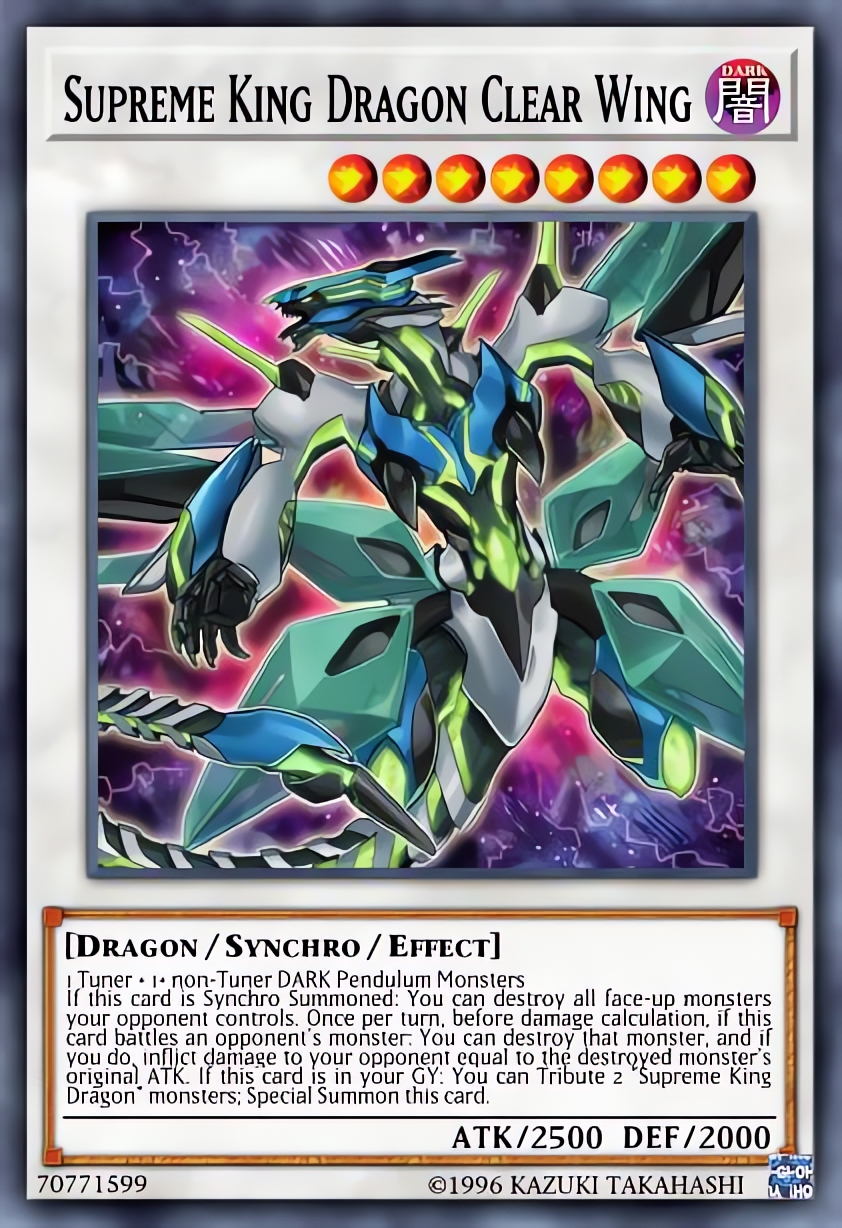 SUPREME KING DRAGON CLEAR WING
DARK
闇
[DRAGON / SYNCHRO / EFFECT]
1 Tuner + 1+ non-Tuner DARK Pendulum Monsters
If this card is Synchro Summoned: You can destroy all face-up monsters
your opponent controls. Once per turn, before damage calculation, if this
card battles an opponent's monster: You can destroy that monster, and if
you do, inflict damage to your opponent equal to the destroyed monster's
original ATK. If this card is in your GY: You can Tribute 2 "Supreme King
Dragon" monsters; Special Summon this card.
ATK/2500 DEF/2000
70771599
©1996 KAZUKI TAKAHASHI